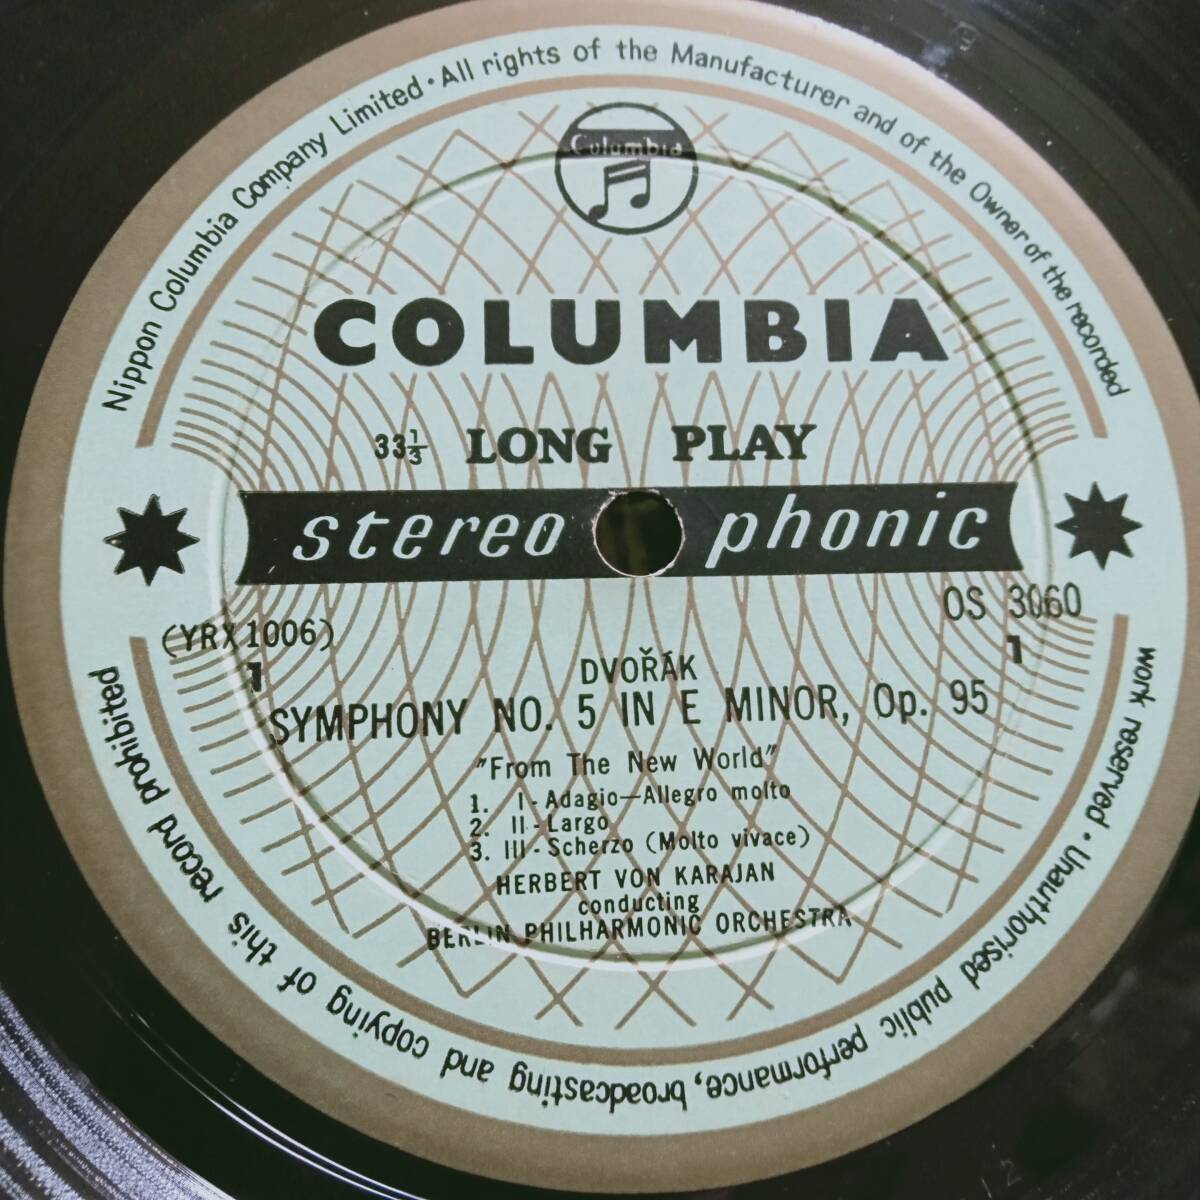 Nippon Columbia Company Limited • All rights of the Manufacturer and of the Owner of the recorded work reserved • Unauthorised public performance, broadcasting and copying of this record prohibited
Columbia
COLUMBIA
33⅓ LONG PLAY
stereo phonic
OS 3060
1
(YRX1006)
1
DVOŘÁK
SYMPHONY NO. 5 IN E MINOR, Op. 95
"From The New World"
1. I - Adagio—Allegro molto
2. II - Largo
3. III - Scherzo (Molto vivace)
HERBERT VON KARAJAN
conducting
BERLIN PHILHARMONIC ORCHESTRA